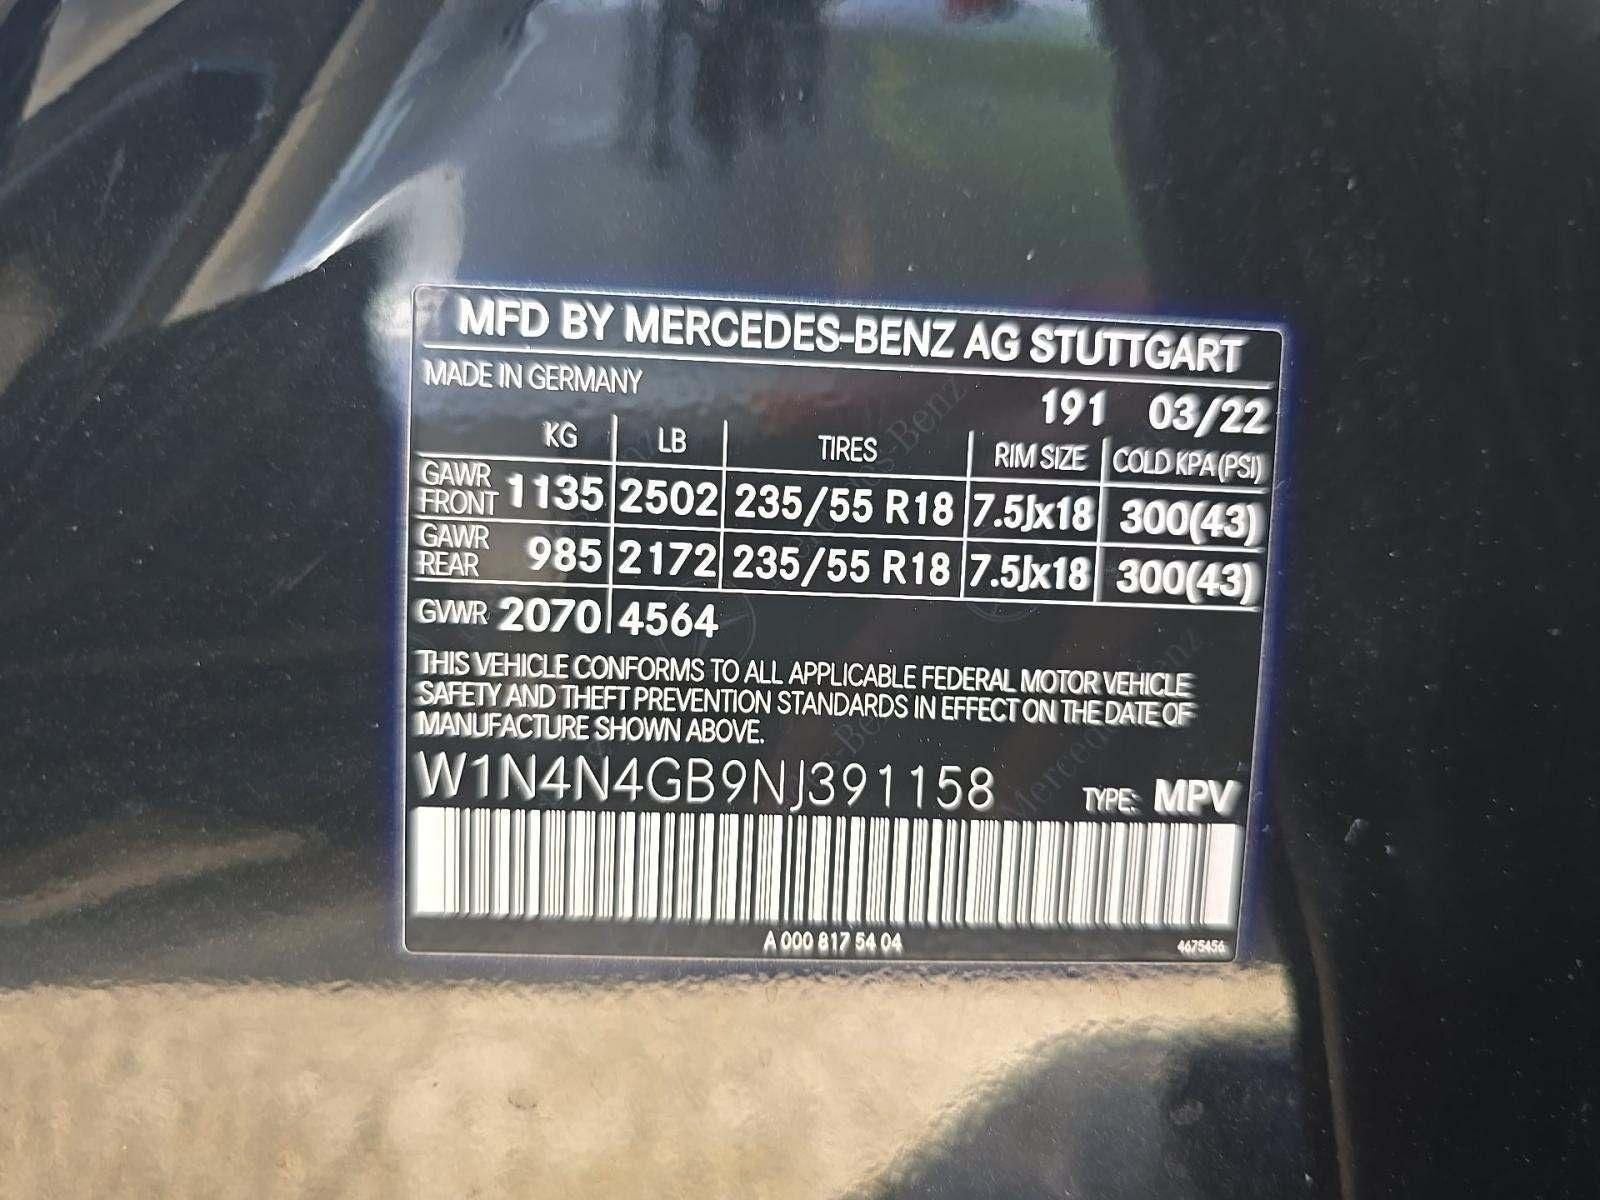 MFD BY MERCEDES-BENZ AG STUTTGART
MADE IN GERMANY
191 03/22
KG LB TIRES RIM SIZE COLD KPA(PSI)
GAWR FRONT 1135 2502 235/55 R18 7.5Jx18 300(43)
GAWR REAR 985 2172 235/55 R18 7.5Jx18 300(43)
GVWR 2070 4564
THIS VEHICLE CONFORMS TO ALL APPLICABLE FEDERAL MOTOR VEHICLE
SAFETY AND THEFT PREVENTION STANDARDS IN EFFECT ON THE DATE OF
MANUFACTURE SHOWN ABOVE.
W1N4N4GB9NJ391158 TYPE: MPV
A 000 817 54 04 4675456